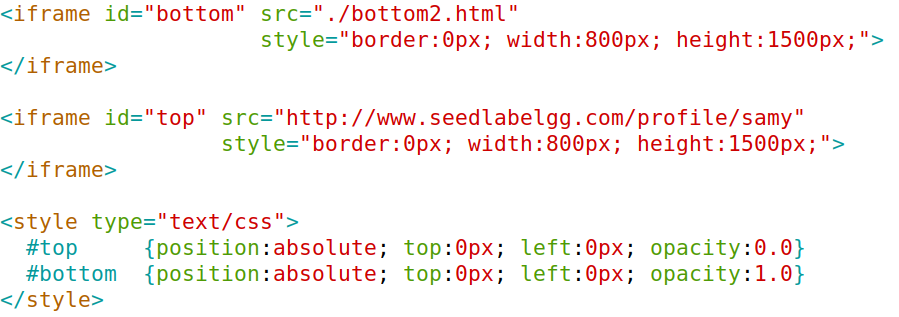 <iframe id="bottom" src="./bottom2.html"
                    style="border:0px; width:800px; height:1500px;">
</iframe>

<iframe id="top" src="http://www.seedlabelgg.com/profile/samy"
                 style="border:0px; width:800px; height:1500px;">
</iframe>

<style type="text/css">
  #top     {position:absolute; top:0px; left:0px; opacity:0.0}
  #bottom  {position:absolute; top:0px; left:0px; opacity:1.0}
</style>